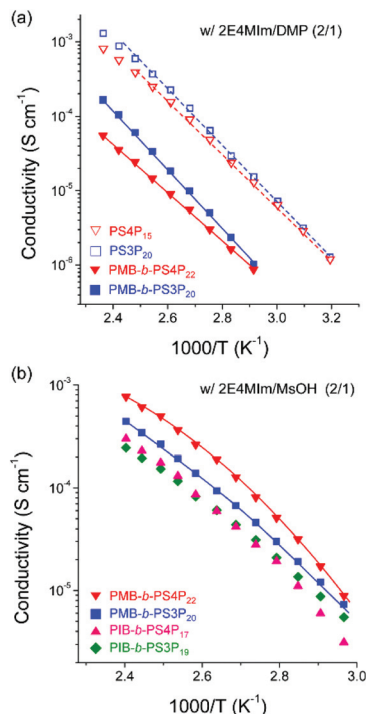 (a)
w/ 2E4MIm/DMP (2/1)
10⁻³
10⁻⁴
10⁻⁵
10⁻⁶
Conductivity (S cm⁻¹)
PS4P₁₅
PS3P₂₀
PMB-b-PS4P₂₂
PMB-b-PS3P₂₀
2.4 2.6 2.8 3.0 3.2
1000/T (K⁻¹)
(b)
w/ 2E4MIm/MsOH (2/1)
10⁻³
10⁻⁴
10⁻⁵
Conductivity (S cm⁻¹)
PMB-b-PS4P₂₂
PMB-b-PS3P₂₀
PIB-b-PS4P₁₇
PIB-b-PS3P₁₉
2.4 2.6 2.8 3.0
1000/T (K⁻¹)